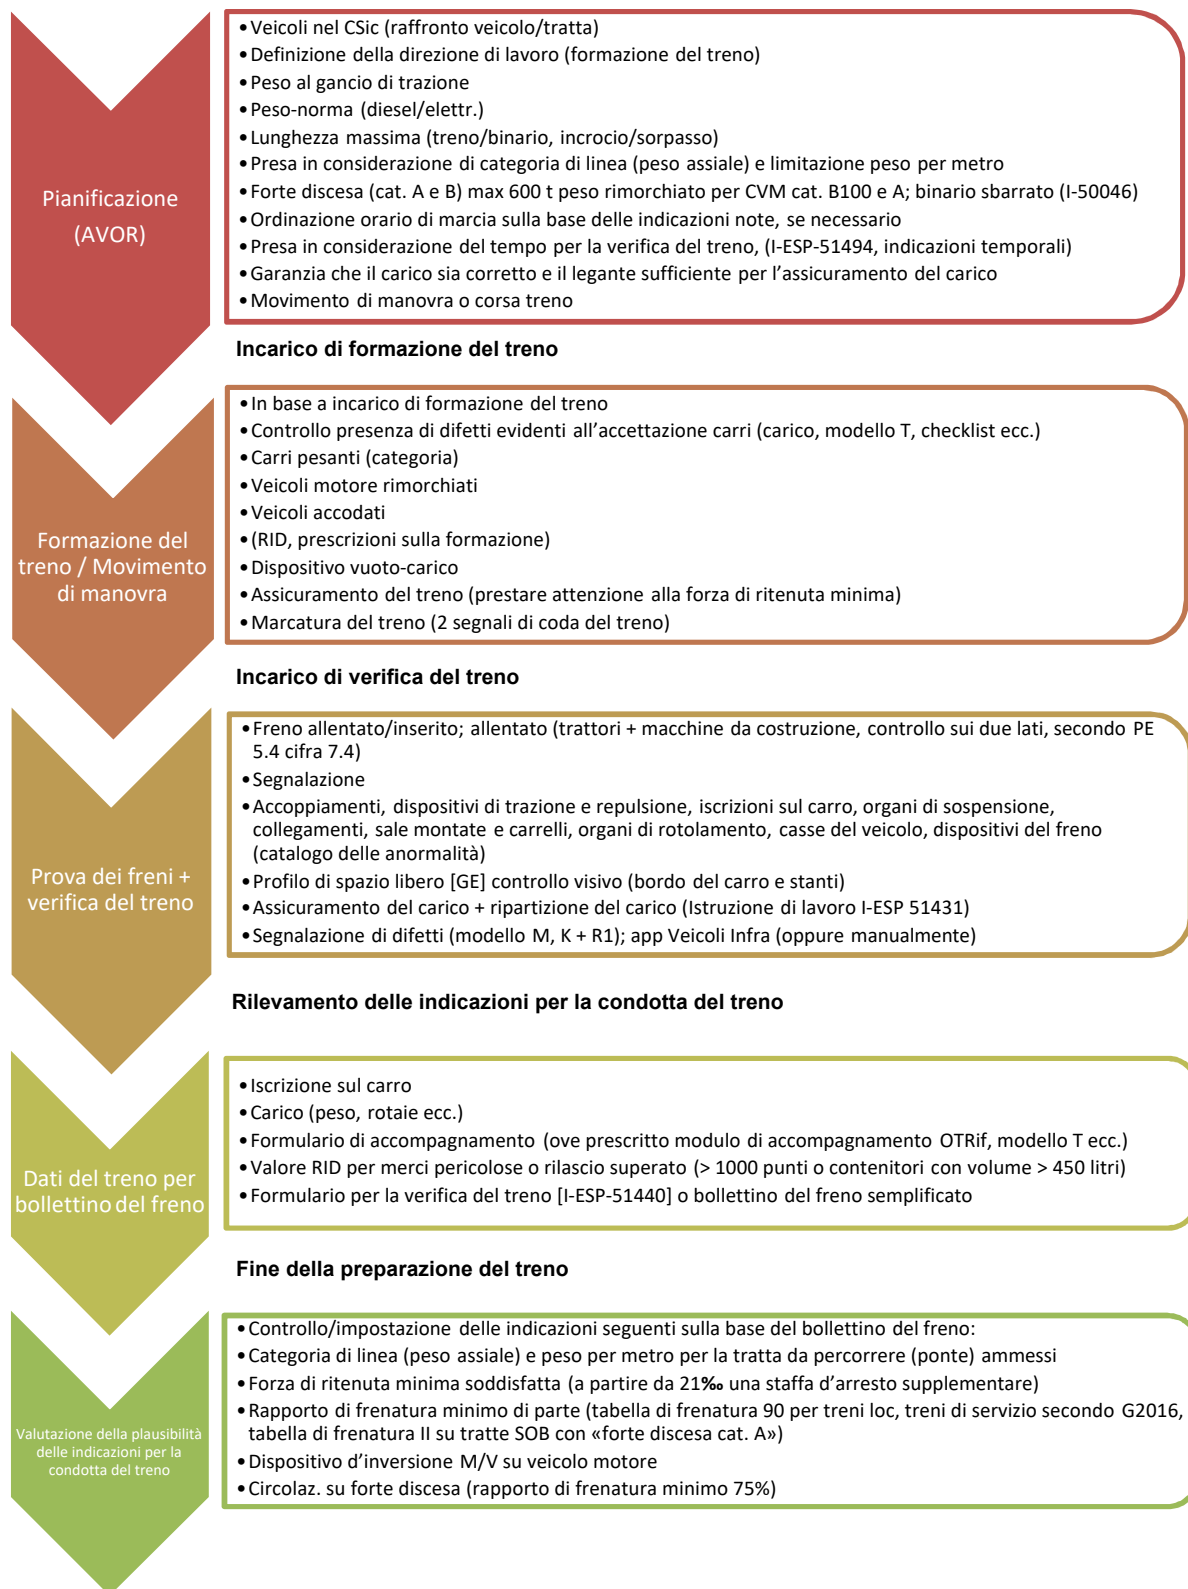 Pianificazione
(AVOR)
•Veicoli nel CSic (raffronto veicolo/tratta)
•Definizione della direzione di lavoro (formazione del treno)
•Peso al gancio di trazione
•Peso-norma (diesel/elettr.)
•Lunghezza massima (treno/binario, incrocio/sorpasso)
•Presa in considerazione di categoria di linea (peso assiale) e limitazione peso per metro
•Forte discesa (cat. A e B) max 600 t peso rimorchiato per CVM cat. B100 e A; binario sbarrato (I-50046)
•Ordinazione orario di marcia sulla base delle indicazioni note, se necessario
•Presa in considerazione del tempo per la verifica del treno, (I-ESP-51494, indicazioni temporali)
•Garanzia che il carico sia corretto e il legante sufficiente per l’assicuramento del carico
•Movimento di manovra o corsa treno
Incarico di formazione del treno
Formazione del
treno / Movimento
di manovra
•In base a incarico di formazione del treno
•Controllo presenza di difetti evidenti all’accettazione carri (carico, modello T, checklist ecc.)
•Carri pesanti (categoria)
•Veicoli motore rimorchiati
•Veicoli accodati
•(RID, prescrizioni sulla formazione)
•Dispositivo vuoto-carico
•Assicuramento del treno (prestare attenzione alla forza di ritenuta minima)
•Marcatura del treno (2 segnali di coda del treno)
Incarico di verifica del treno
Prova dei freni +
verifica del treno
•Freno allentato/inserito; allentato (trattori + macchine da costruzione, controllo sui due lati, secondo PE
5.4 cifra 7.4)
•Segnalazione
•Accoppiamenti, dispositivi di trazione e repulsione, iscrizioni sul carro, organi di sospensione,
collegamenti, sale montate e carrelli, organi di rotolamento, casse del veicolo, dispositivi del freno
(catalogo delle anormalità)
•Profilo di spazio libero [GE] controllo visivo (bordo del carro e stanti)
•Assicuramento del carico + ripartizione del carico (Istruzione di lavoro I-ESP 51431)
•Segnalazione di difetti (modello M, K + R1); app Veicoli Infra (oppure manualmente)
Rilevamento delle indicazioni per la condotta del treno
Dati del treno per
bollettino del freno
•Iscrizione sul carro
•Carico (peso, rotaie ecc.)
•Formulario di accompagnamento (ove prescritto modulo di accompagnamento OTRif, modello T ecc.)
•Valore RID per merci pericolose o rilascio superato (> 1000 punti o contenitori con volume > 450 litri)
•Formulario per la verifica del treno [I-ESP-51440] o bollettino del freno semplificato
Fine della preparazione del treno
Valutazione della plausibilità
delle indicazioni per la
condotta del treno
•Controllo/impostazione delle indicazioni seguenti sulla base del bollettino del freno:
•Categoria di linea (peso assiale) e peso per metro per la tratta da percorrere (ponte) ammessi
•Forza di ritenuta minima soddisfatta (a partire da 21‰ una staffa d’arresto supplementare)
•Rapporto di frenatura minimo di parte (tabella di frenatura 90 per treni loc, treni di servizio secondo G2016,
tabella di frenatura II su tratte SOB con «forte discesa cat. A»)
•Dispositivo d’inversione M/V su veicolo motore
•Circolaz. su forte discesa (rapporto di frenatura minimo 75%)